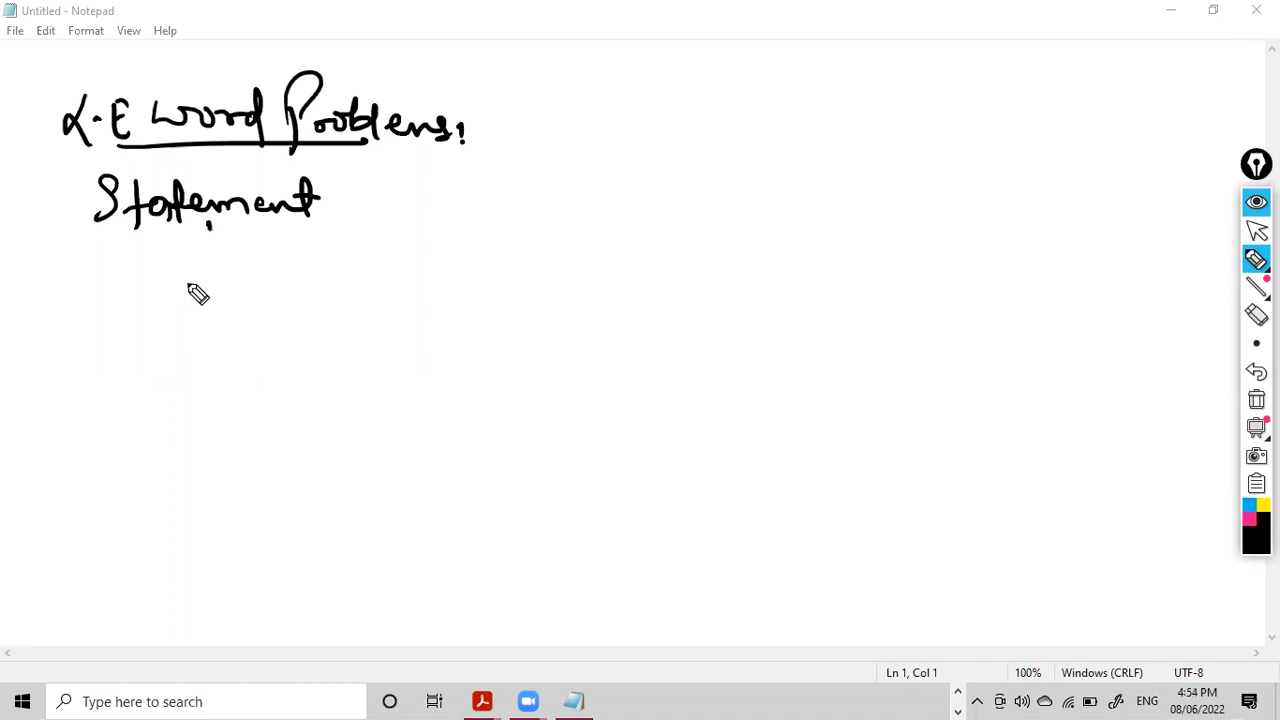 Untitled - Notepad
File Edit Format View Help
L.E Word Problems:
Statement
Ln 1, Col 1 100% Windows (CRLF) UTF-8
Type here to search
ENG
4:54 PM
08/06/2022